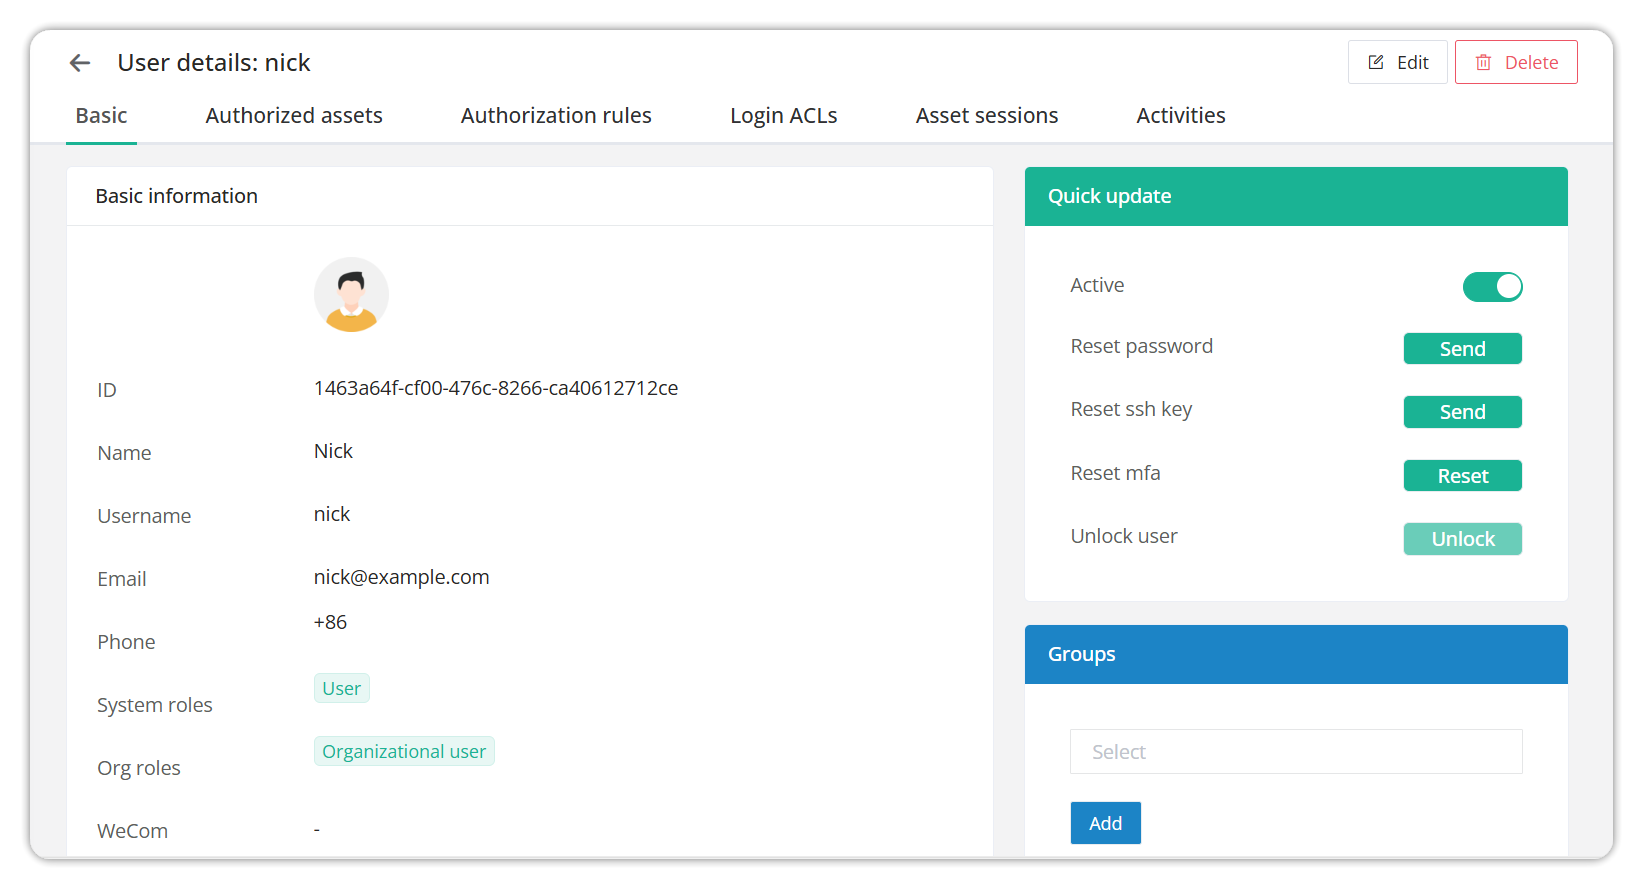 User details: nick
Edit
Delete
Basic
Authorized assets
Authorization rules
Login ACLs
Asset sessions
Activities
Basic information
ID
1463a64f-cf00-476c-8266-ca40612712ce
Name
Nick
Username
nick
Email
nick@example.com
Phone
+86
System roles
User
Org roles
Organizational user
WeCom
-
Quick update
Active
Reset password
Send
Reset ssh key
Send
Reset mfa
Reset
Unlock user
Unlock
Groups
Select
Add